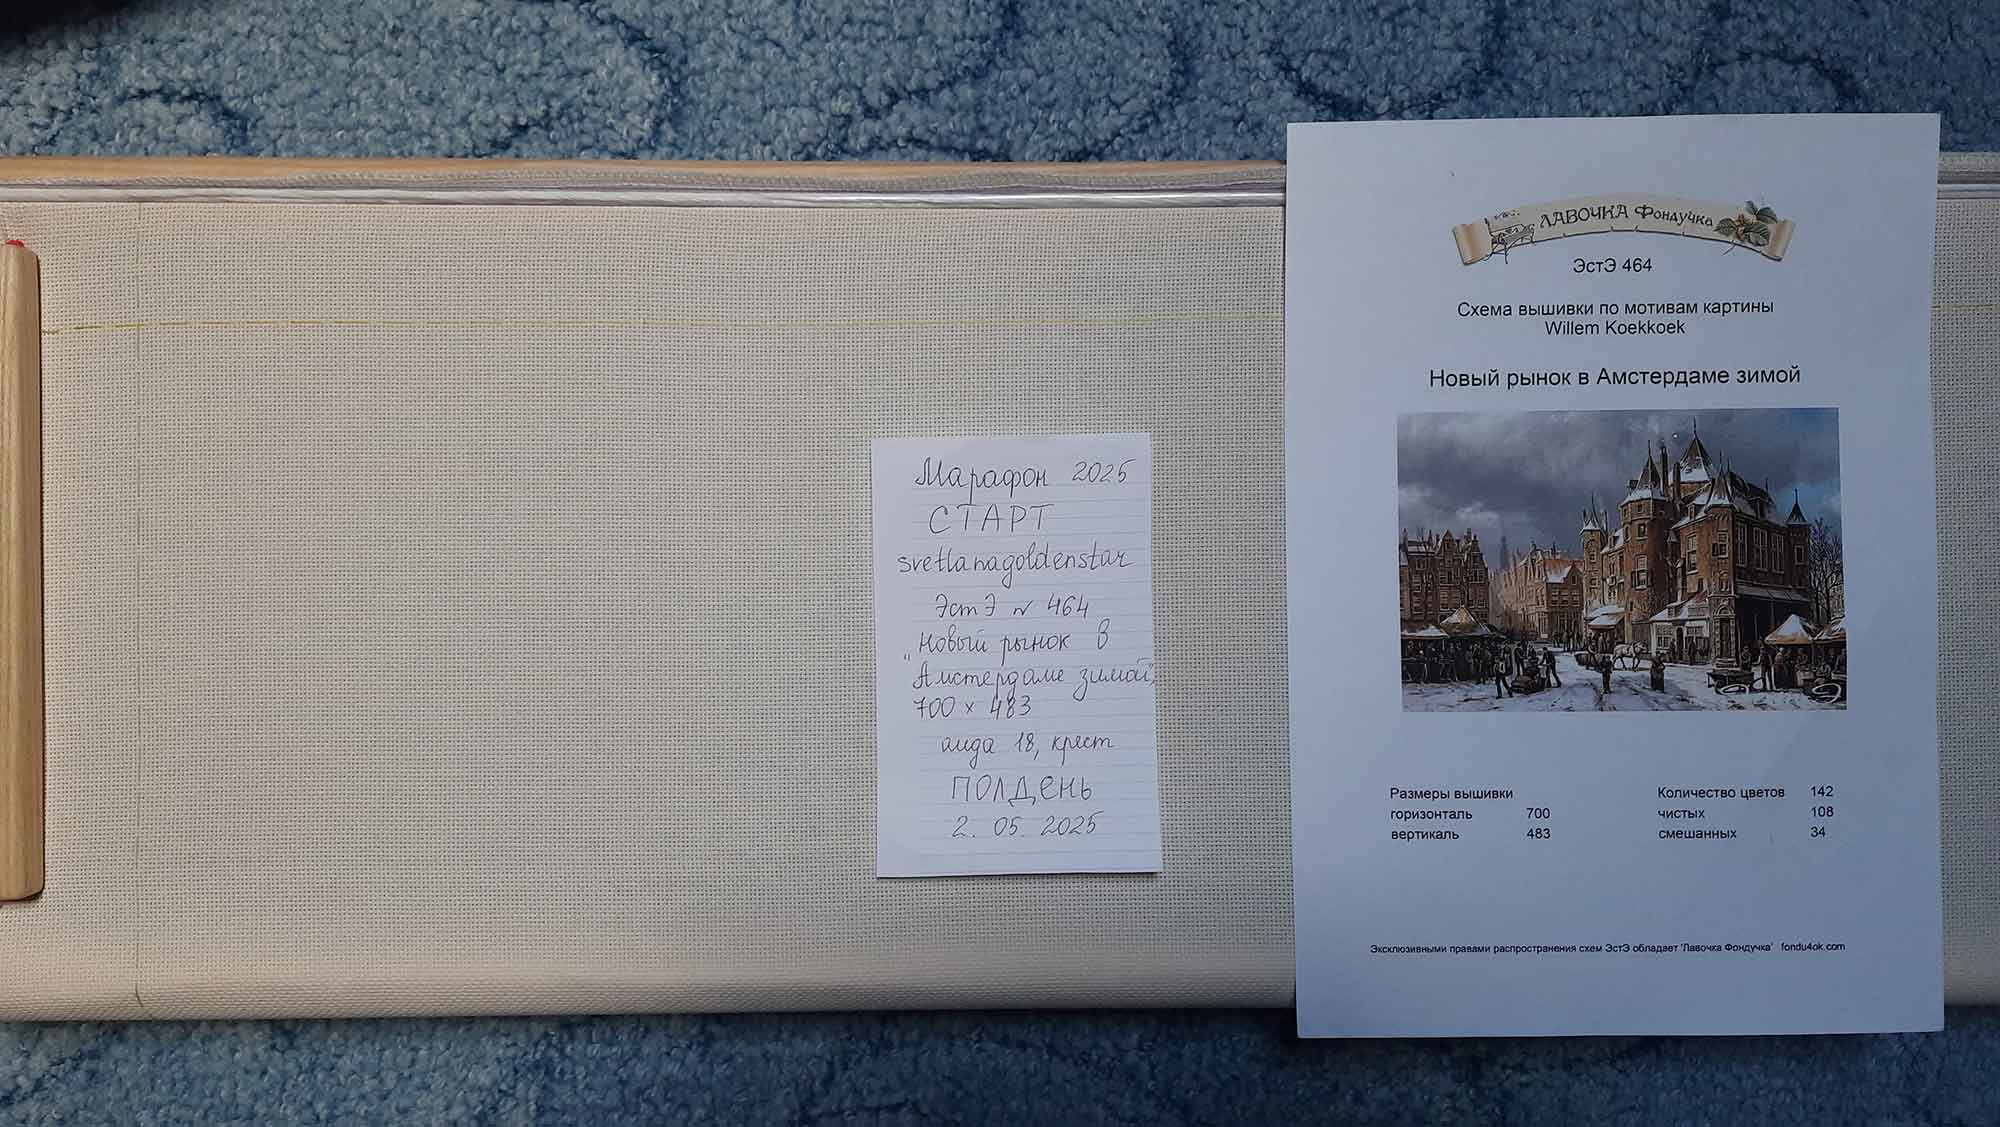 Марафон 2025
СТАРТ
svetlanagoldenstar
ЭстЭ № 464
"Новый рынок в
Амстердаме зимой"
700 × 483
аида 18, крест
ПОЛДЕНЬ
2. 05. 2025
ЛАВОЧКА Фондучка
ЭстЭ 464
Схема вышивки по мотивам картины
Willem Koekkoek
Новый рынок в Амстердаме зимой
Размеры вышивки
горизонталь 700
вертикаль 483
Количество цветов 142
чистых 108
смешанных 34
Эксклюзивными правами распространения схем ЭстЭ обладает 'Лавочка Фондучка' fondu4ok.com